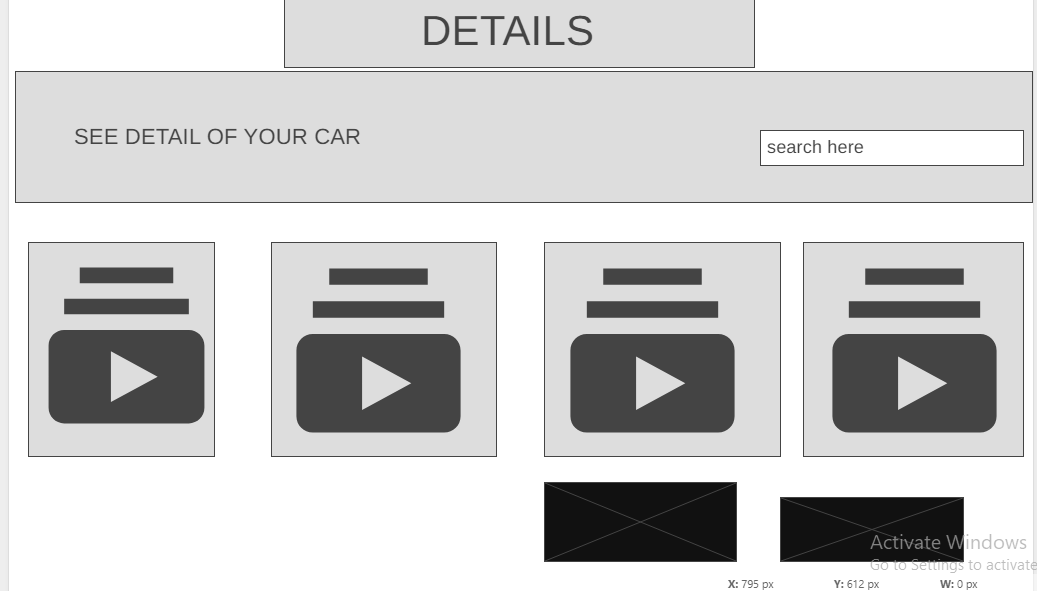 DETAILS
SEE DETAIL OF YOUR CAR
search here
Activate Windows
Go to Settings to activate
X: 795 px Y: 612 px W: 0 px